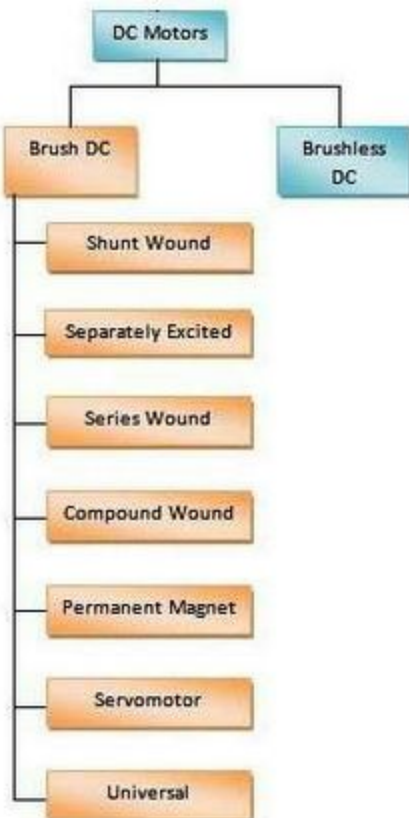 DC Motors
Brush DC
Brushless
DC
Shunt Wound
Separately Excited
Series Wound
Compound Wound
Permanent Magnet
Servomotor
Universal